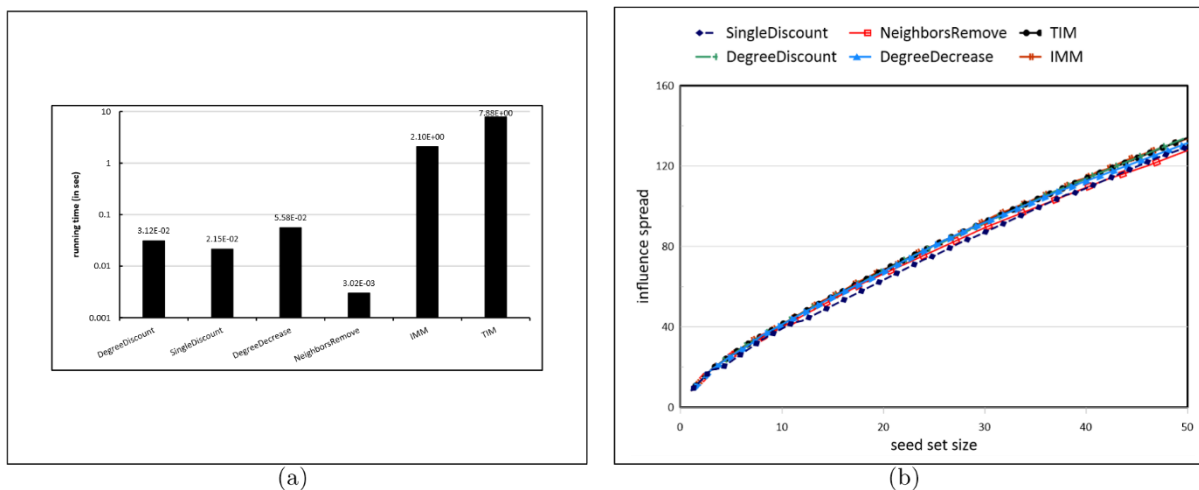 10
1
0.1
0.01
0.001
running time (in sec)
3.12E-02
2.15E-02
5.58E-02
3.02E-03
2.10E+00
7.88E+00
DegreeDiscount
SingleDiscount
DegreeDecrease
NeighborsRemove
IMM
TIM
(a)
SingleDiscount NeighborsRemove TIM
DegreeDiscount DegreeDecrease IMM
160
120
80
40
0
influence spread
0 10 20 30 40 50
seed set size
(b)